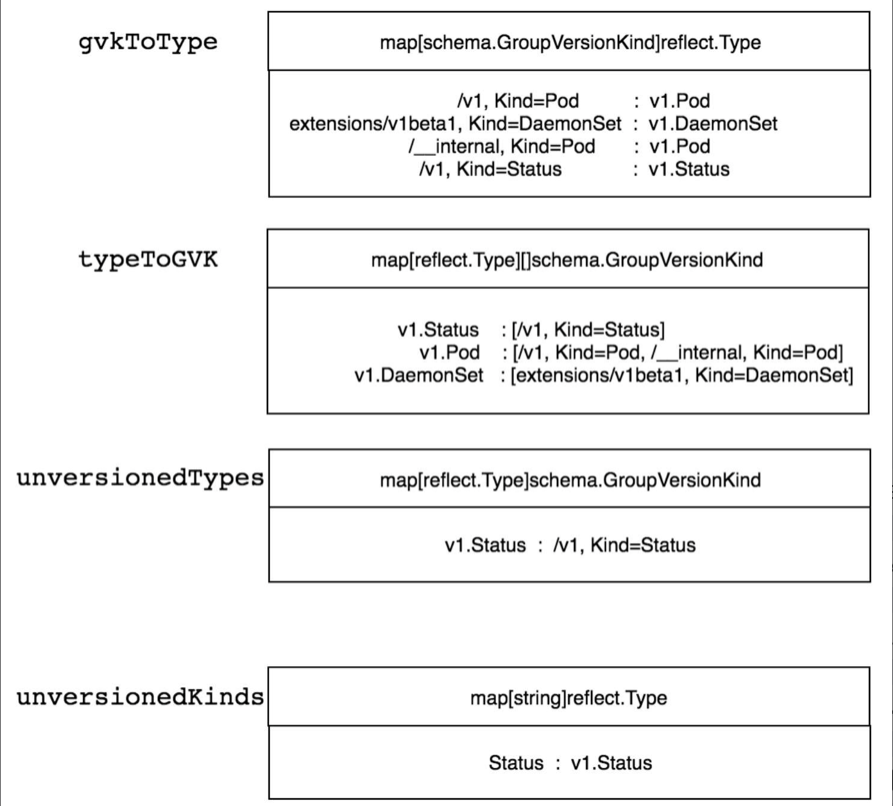 gvkToType
map[schema.GroupVersionKind]reflect.Type
/v1, Kind=Pod : v1.Pod
extensions/v1beta1, Kind=DaemonSet : v1.DaemonSet
/__internal, Kind=Pod : v1.Pod
/v1, Kind=Status : v1.Status
typeToGVK
map[reflect.Type][]schema.GroupVersionKind
v1.Status : [/v1, Kind=Status]
v1.Pod : [/v1, Kind=Pod, /__internal, Kind=Pod]
v1.DaemonSet : [extensions/v1beta1, Kind=DaemonSet]
unversionedTypes
map[reflect.Type]schema.GroupVersionKind
v1.Status : /v1, Kind=Status
unversionedKinds
map[string]reflect.Type
Status : v1.Status